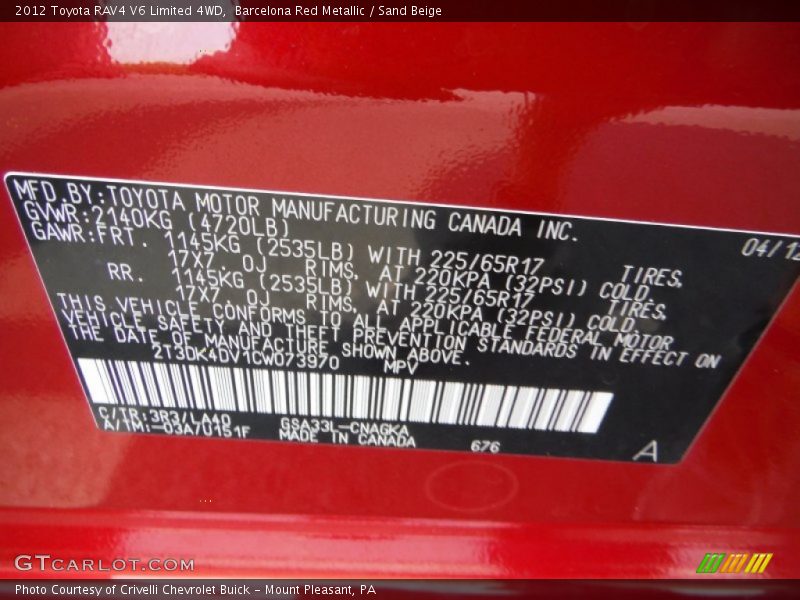 2012 Toyota RAV4 V6 Limited 4WD, Barcelona Red Metallic / Sand Beige
MFD.BY:TOYOTA MOTOR MANUFACTURING CANADA INC.
GVWR:2140KG (4720LB) 04/12
GAWR:FRT. 1145KG (2535LB) WITH 225/65R17 TIRES,
17X7 0J RIMS, AT 220KPA (32PSI) COLD.
RR. 1145KG (2535LB) WITH 225/65R17 TIRES,
17X7 0J RIMS, AT 220KPA (32PSI) COLD.
THIS VEHICLE CONFORMS TO ALL APPLICABLE FEDERAL MOTOR
VEHICLE SAFETY AND THEFT PREVENTION STANDARDS IN EFFECT ON
THE DATE OF MANUFACTURE SHOWN ABOVE.
2T3DK4DV1CW073970 MPV
C/TR:3R3/LA40 GSA33L-CNAGKA
A/TM:-03A/U151F MADE IN CANADA 676 A
GTCARLOT.COM
Photo Courtesy of Crivelli Chevrolet Buick - Mount Pleasant, PA